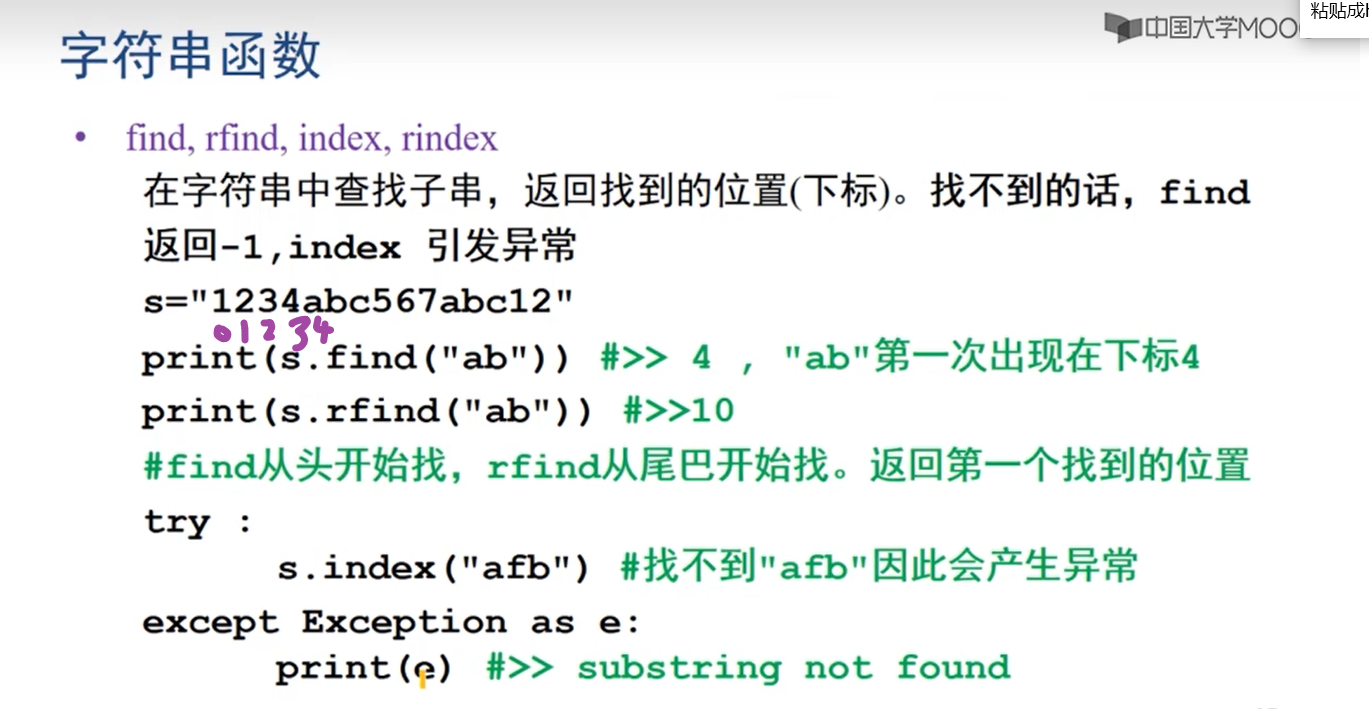 粘贴成
中国大学MOO
字符串函数
• find, rfind, index, rindex
在字符串中查找子串，返回找到的位置(下标)。找不到的话，find
返回-1,index 引发异常
s="1234abc567abc12"
0 1 2 3 4
print(s.find("ab")) #>> 4 , "ab"第一次出现在下标4
print(s.rfind("ab")) #>>10
#find从头开始找，rfind从尾巴开始找。返回第一个找到的位置
try :
s.index("afb") #找不到"afb"因此会产生异常
except Exception as e:
print(e) #>> substring not found